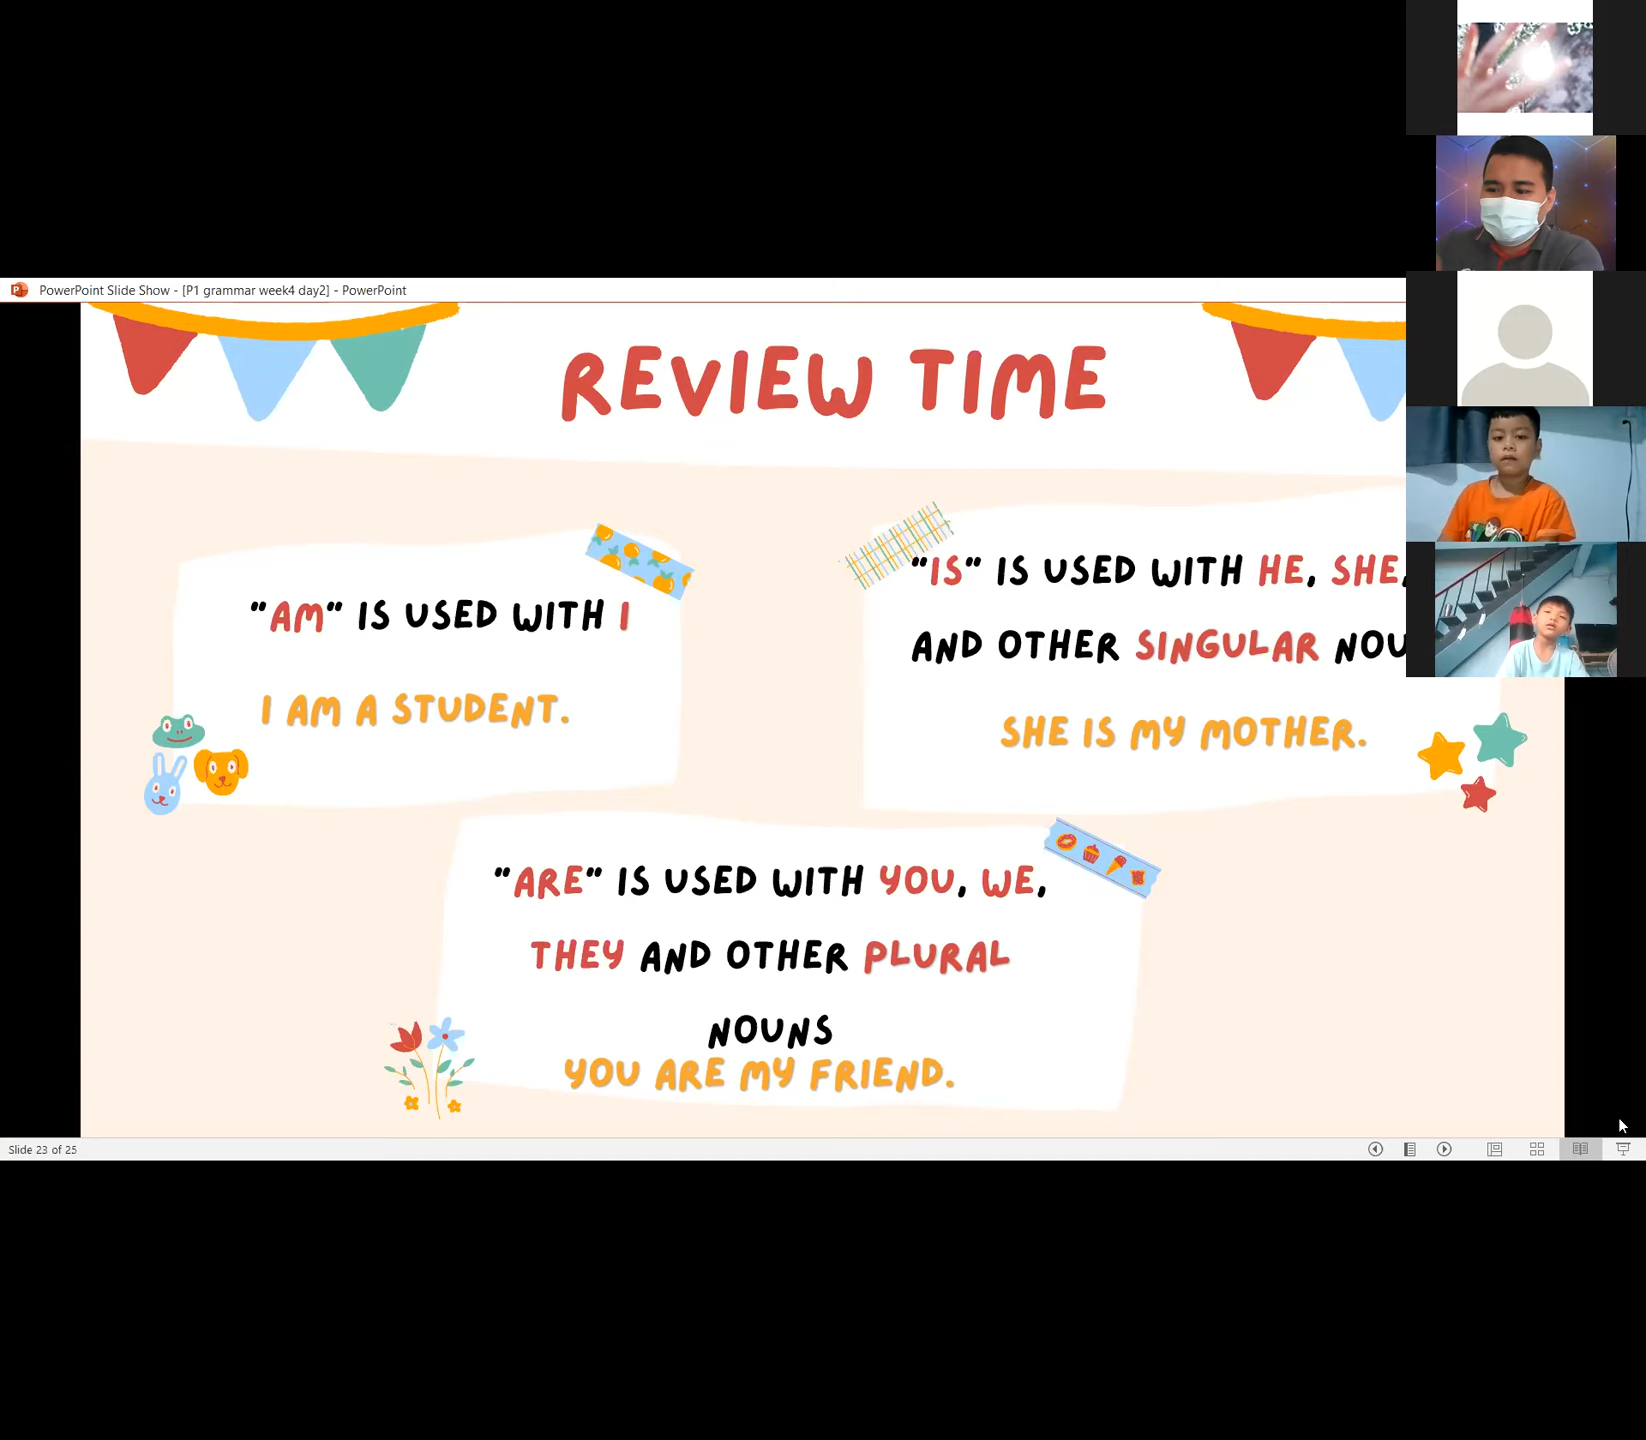 PowerPoint Slide Show - [P1 grammar week4 day2] - PowerPoint
REVIEW TIME
"AM" IS USED WITH I
I AM A STUDENT.
"IS" IS USED WITH HE, SHE,
AND OTHER SINGULAR
SHE IS MY MOTHER.
"ARE" IS USED WITH YOU, WE,
THEY AND OTHER PLURAL
NOUNS
YOU ARE MY FRIEND.
Slide 23 of 25